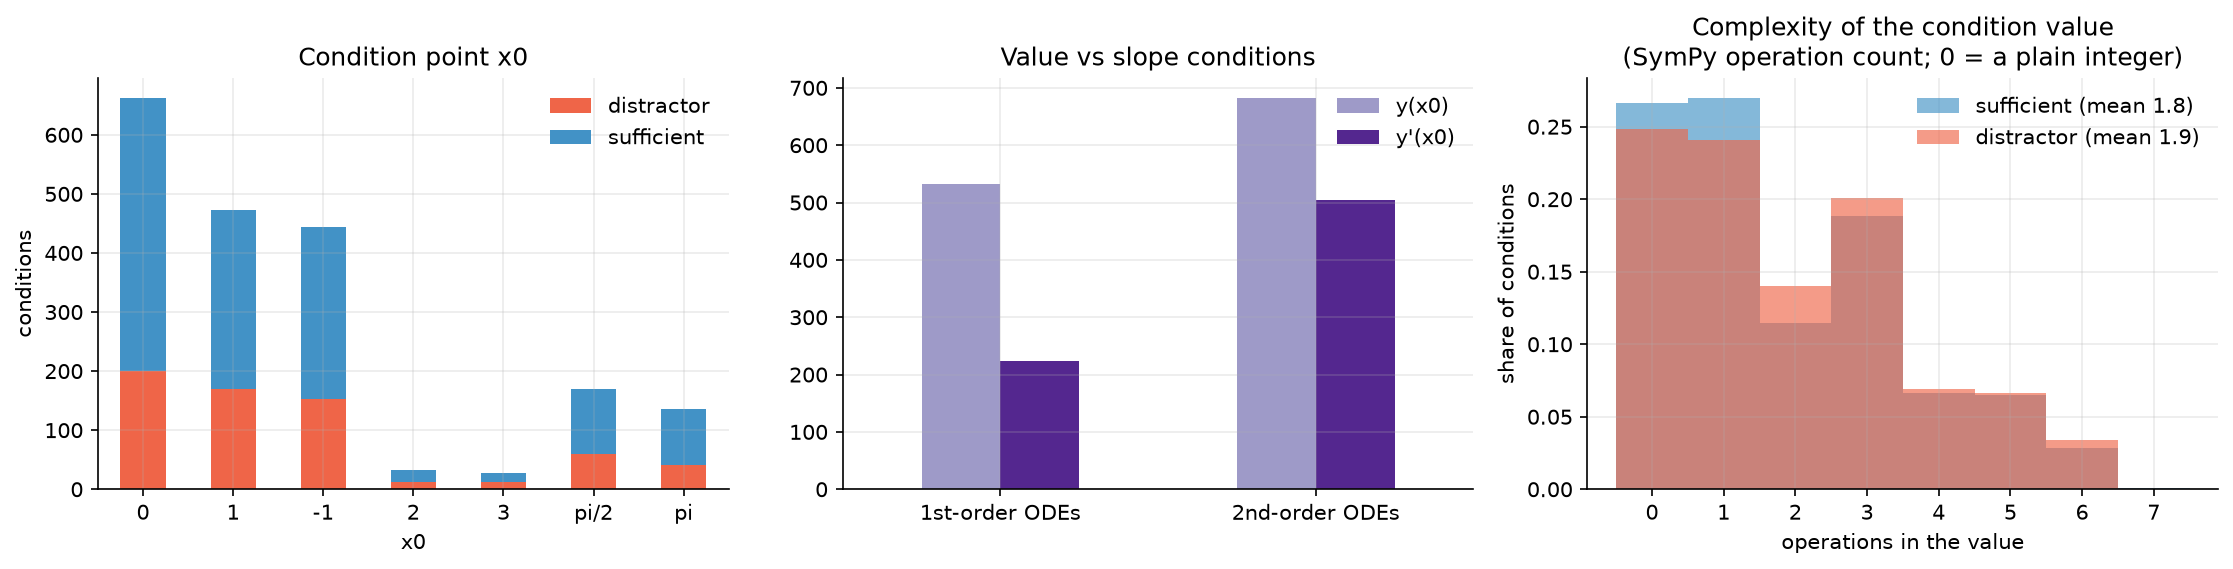 Condition point x0
distractor
sufficient
conditions
600
500
400
300
200
100
0
0 1 -1 2 3 pi/2 pi
x0
Value vs slope conditions
y(x0)
y'(x0)
700
600
500
400
300
200
100
0
1st-order ODEs 2nd-order ODEs
Complexity of the condition value
(SymPy operation count; 0 = a plain integer)
sufficient (mean 1.8)
distractor (mean 1.9)
share of conditions
0.25
0.20
0.15
0.10
0.05
0.00
0 1 2 3 4 5 6 7
operations in the value